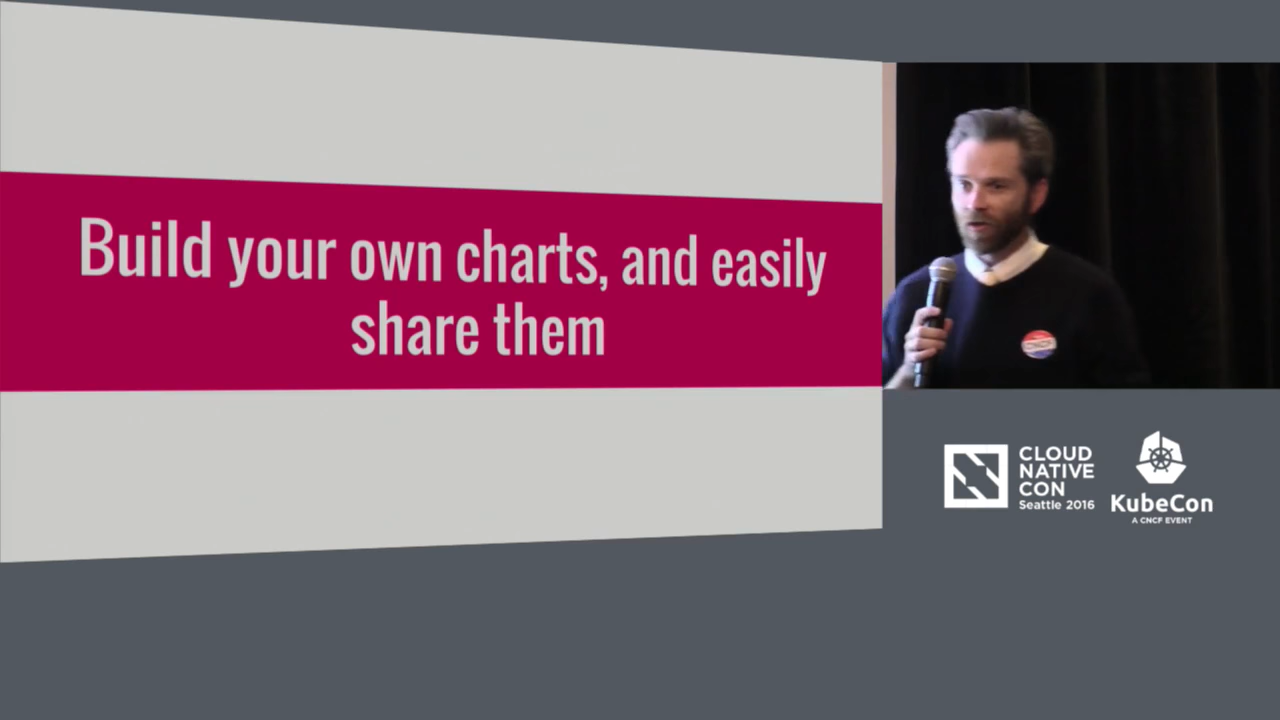 Build your own charts, and easily
share them
CLOUD
NATIVE
CON
Seattle 2016
KubeCon
A CNCF EVENT